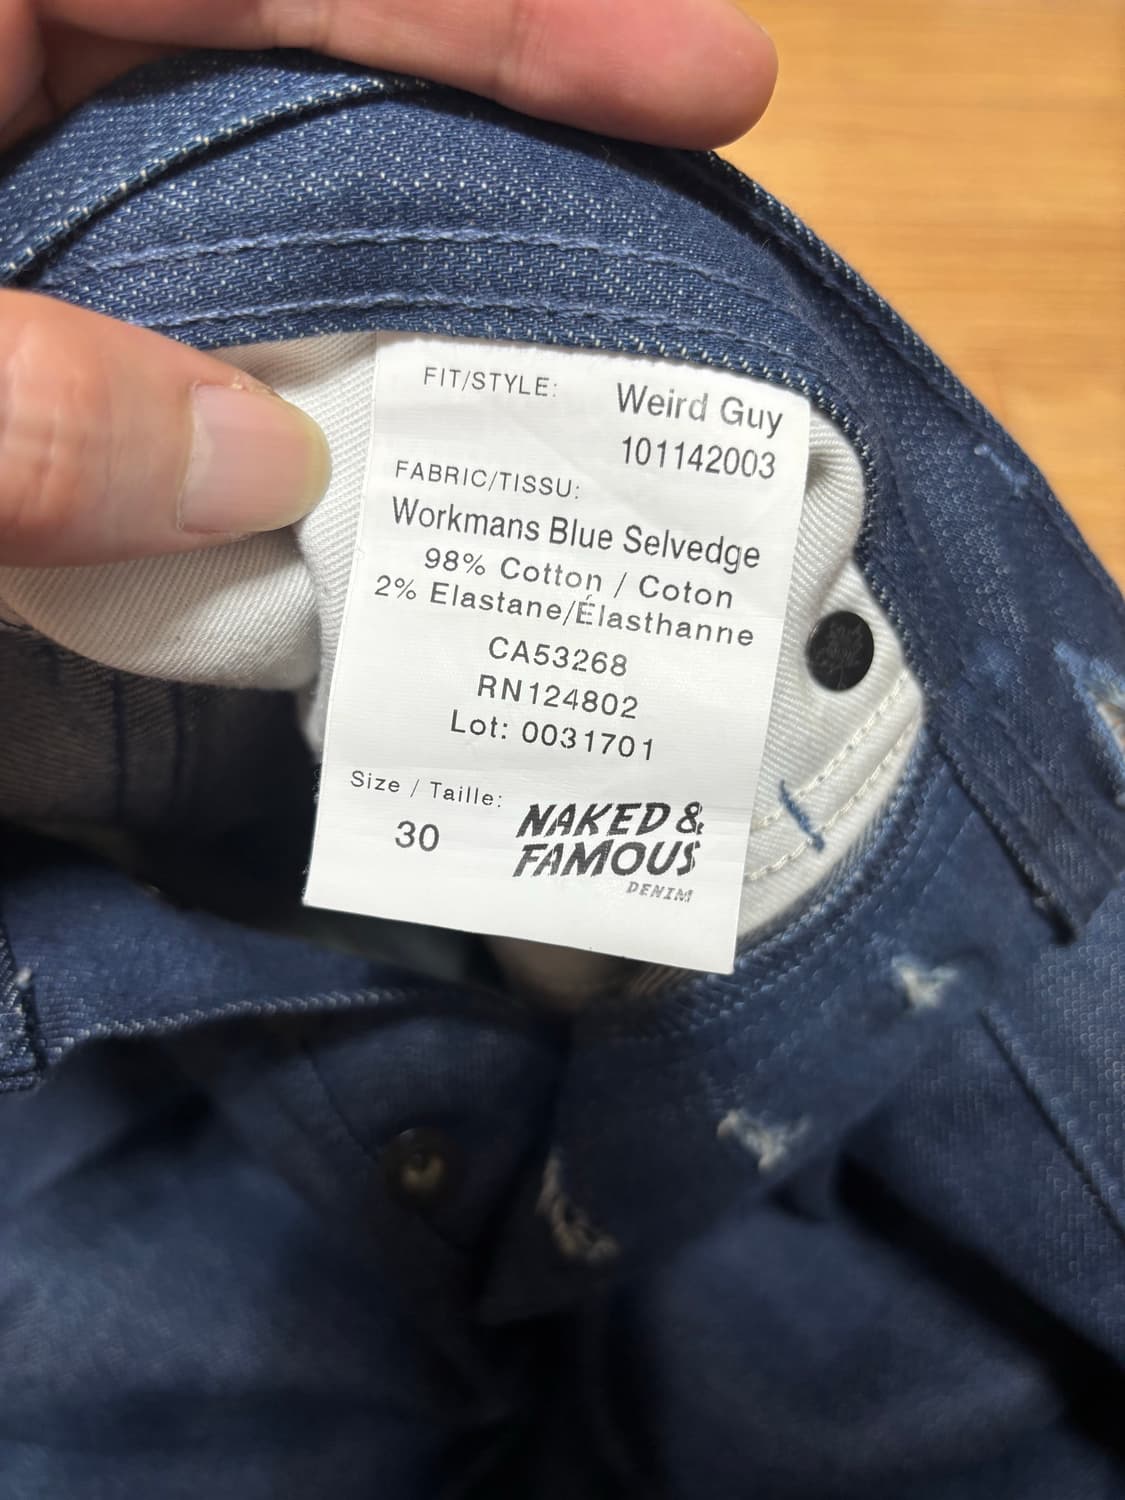 FIT/STYLE: Weird Guy
101142003
FABRIC/TISSU:
Workmans Blue Selvedge
98% Cotton / Coton
2% Elastane/Élasthanne
CA53268
RN124802
Lot: 0031701
Size / Taille:
30
NAKED &
FAMOUS
DENIM